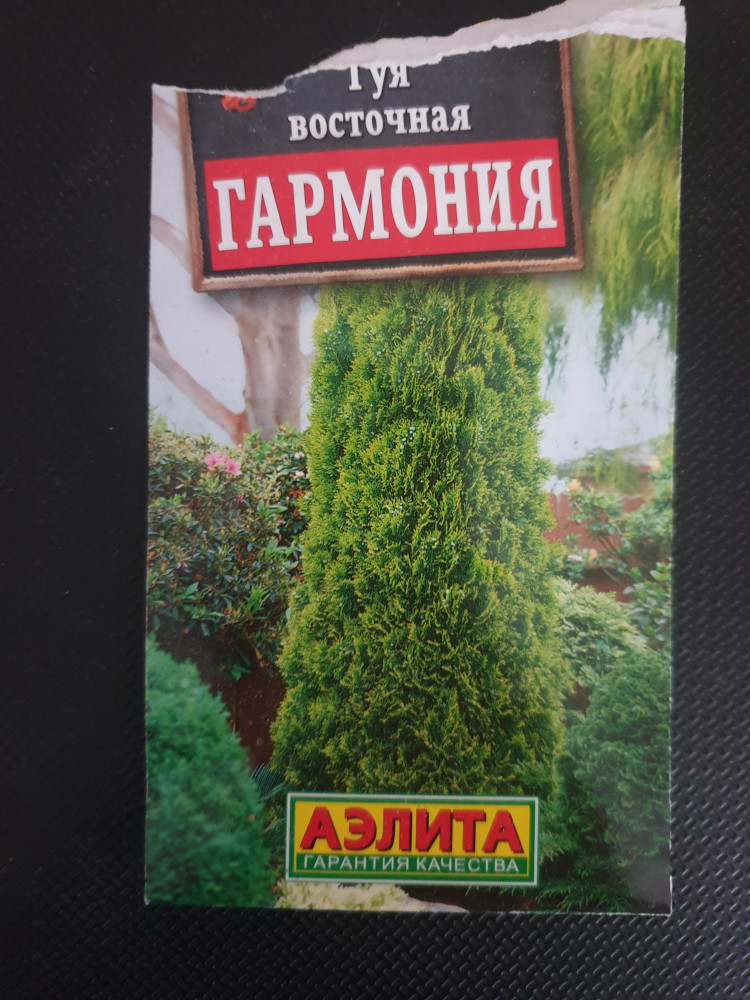 Туя
восточная
ГАРМОНИЯ
АЭЛИТА
ГАРАНТИЯ КАЧЕСТВА